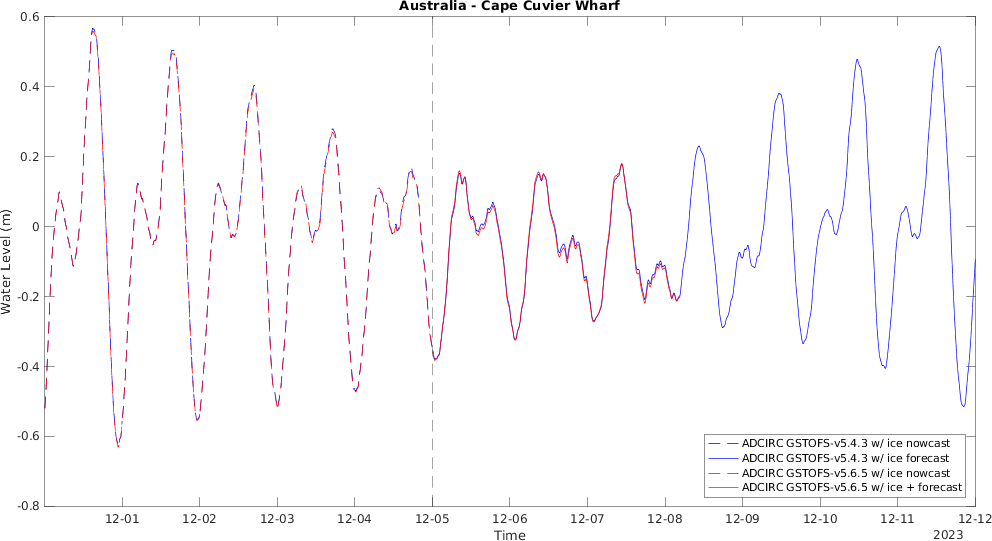 Australia - Cape Cuvier Wharf
0.6
0.4
0.2
0
-0.2
-0.4
-0.6
-0.8
Water Level (m)
ADCIRC GSTOFS-v5.4.3 w/ ice nowcast
ADCIRC GSTOFS-v5.4.3 w/ ice forecast
ADCIRC GSTOFS-v5.6.5 w/ ice nowcast
ADCIRC GSTOFS-v5.6.5 w/ ice + forecast
12-01 12-02 12-03 12-04 12-05 12-06 12-07 12-08 12-09 12-10 12-11 12-12
Time
2023